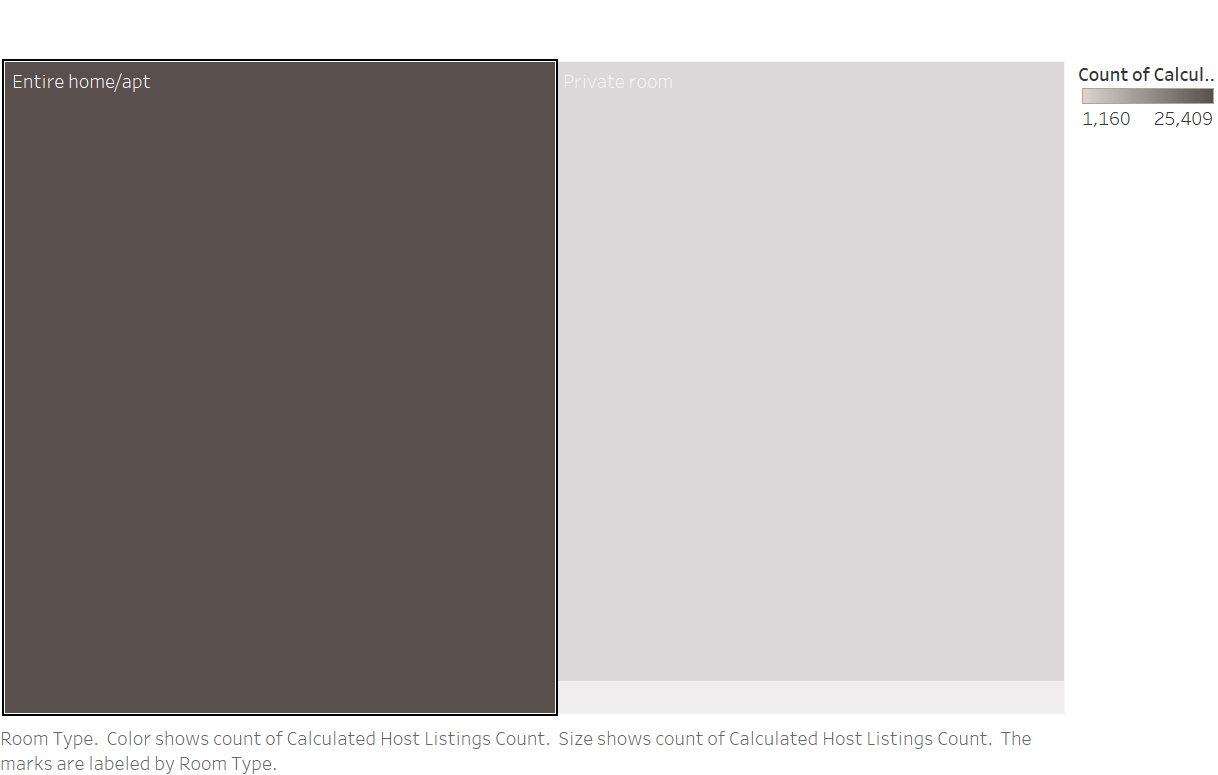 Entire home/apt
Private room
Count of Calcul..
1,160 25,409
Room Type. Color shows count of Calculated Host Listings Count. Size shows count of Calculated Host Listings Count. The
marks are labeled by Room Type.